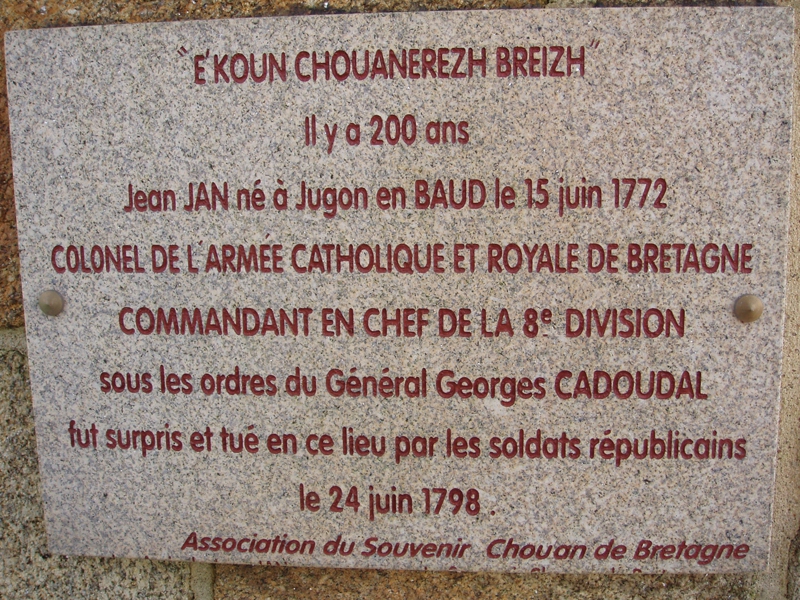 "E'KOUN CHOUANEREZH BREIZH"
Il y a 200 ans
Jean JAN né à Jugon en BAUD le 15 juin 1772
COLONEL DE L'ARMÉE CATHOLIQUE ET ROYALE DE BRETAGNE
COMMANDANT EN CHEF DE LA 8e DIVISION
sous les ordres du Général Georges CADOUDAL
fut surpris et tué en ce lieu par les soldats républicains
le 24 juin 1798.
Association du Souvenir Chouan de Bretagne